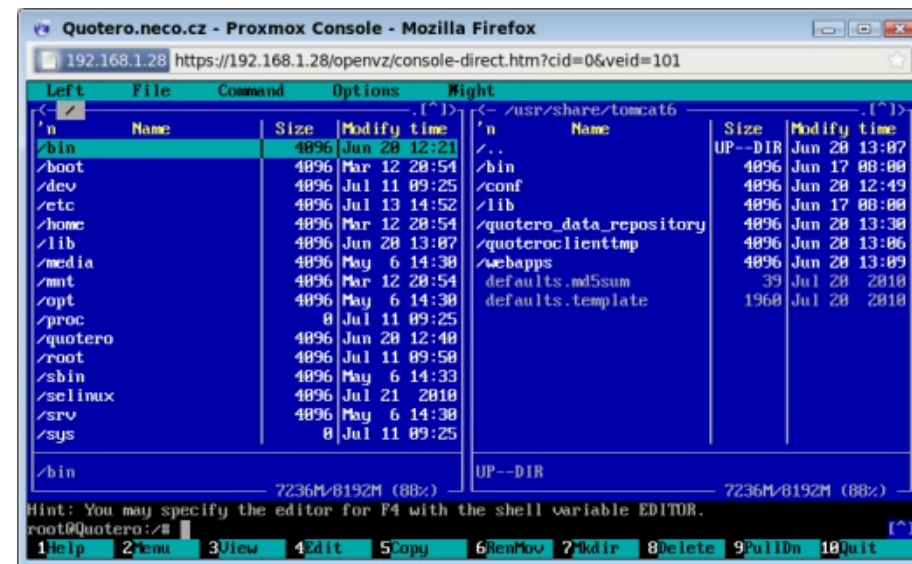 Quotero.neco.cz - Proxmox Console - Mozilla Firefox
192.168.1.28 https://192.168.1.28/openvz/console-direct.htm?cid=0&veid=101
Left File Command Options Wight
<- / .[^]> <- /usr/share/tomcat6 .[^]>
'n Name Size Modify time 'n Name Size Modify time
/bin 4096 Jun 20 12:21 /.. UP--DIR Jun 20 13:07
/boot 4096 Mar 12 20:54 /bin 4096 Jun 17 08:00
/dev 4096 Jul 11 09:25 /conf 4096 Jun 20 12:49
/etc 4096 Jul 13 14:52 /lib 4096 Jun 17 08:00
/home 4096 Mar 12 20:54 /quotero_data_repository 4096 Jun 20 13:30
/lib 4096 Jun 20 13:07 /quoteroclienttmp 4096 Jun 20 13:06
/media 4096 May 6 14:30 /webapps 4096 Jun 20 13:09
/mnt 4096 Mar 12 20:54 defaults.md5sum 39 Jul 20 2010
/opt 4096 May 6 14:30 defaults.template 1960 Jul 20 2010
/proc 0 Jul 11 09:25
/quotero 4096 Jun 20 12:40
/root 4096 Jul 11 09:50
/sbin 4096 May 6 14:33
/selinux 4096 Jul 21 2010
/srv 4096 May 6 14:30
/sys 0 Jul 11 09:25
/bin UP--DIR
7236M/8192M (88%) 7236M/8192M (88%)
Hint: You may specify the editor for F4 with the shell variable EDITOR.
root@Quotero:/# [^]
1Help 2Menu 3View 4Edit 5Copy 6RenMov 7Mkdir 8Delete 9PullDn 10Quit